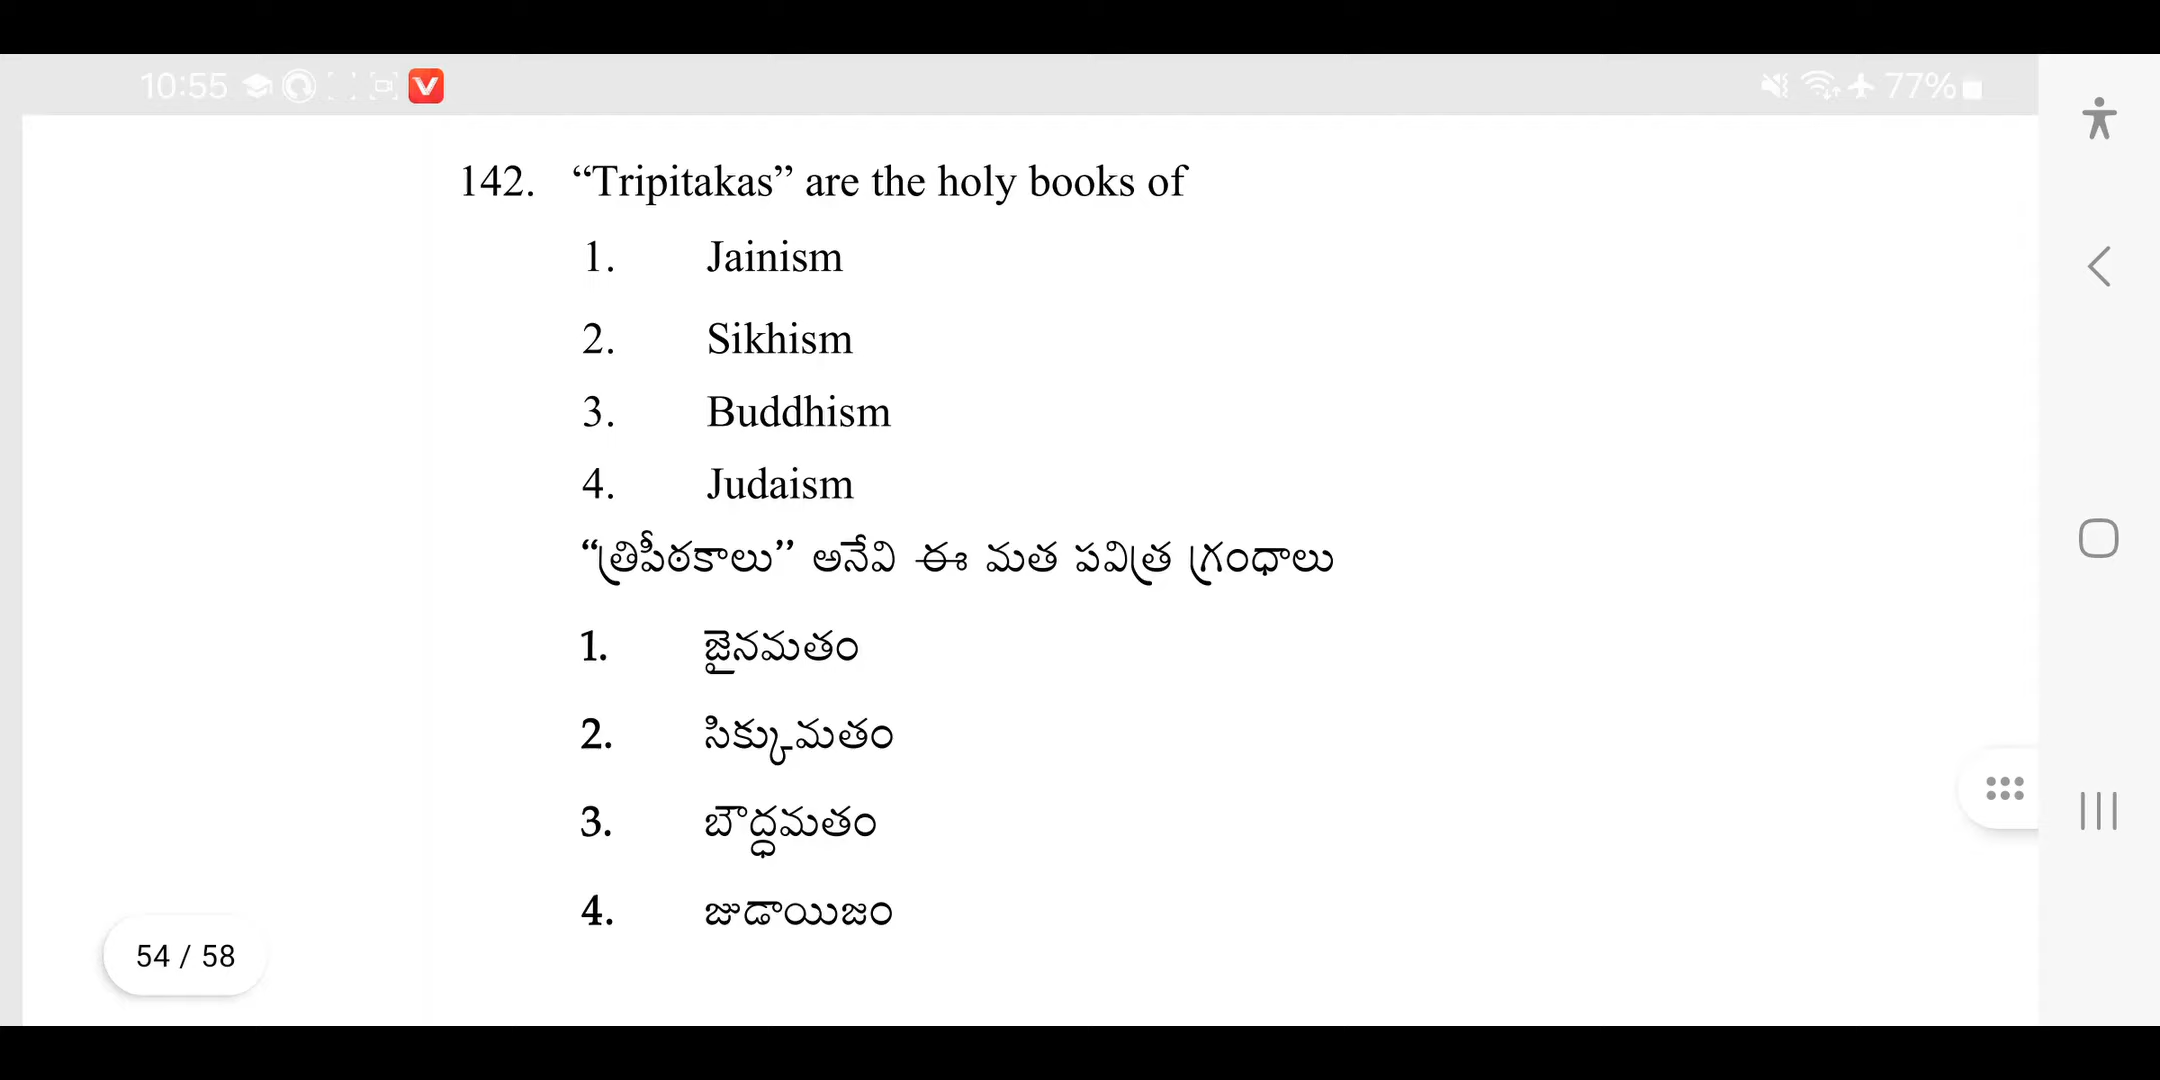 10:55
77%
142. “Tripitakas” are the holy books of
1. Jainism
2. Sikhism
3. Buddhism
4. Judaism
“త్రిపీఠకాలు” అనేవి ఈ మత పవిత్ర గ్రంధాలు
1. జైనమతం
2. సిక్కుమతం
3. బౌద్ధమతం
4. జుడాయిజం
54 / 58